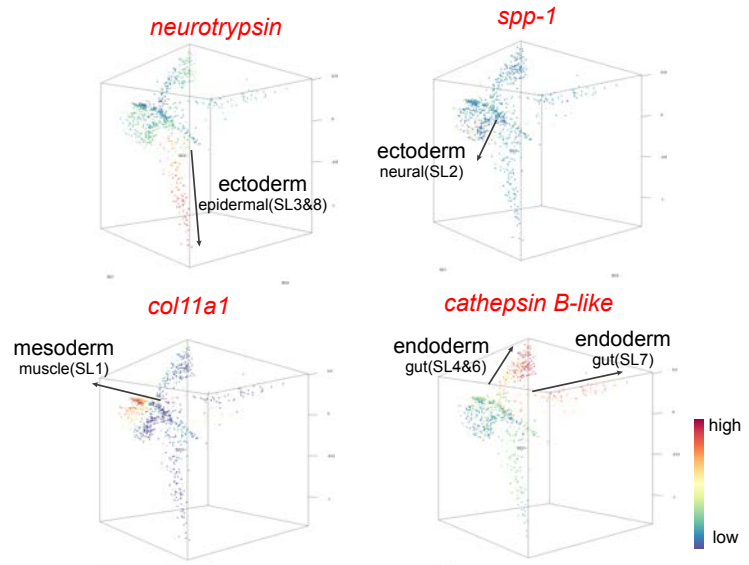 neurotrypsin
spp-1
ectoderm
epidermal(SL3&8)
ectoderm
neural(SL2)
col11a1
cathepsin B-like
mesoderm
muscle(SL1)
endoderm
gut(SL4&6)
endoderm
gut(SL7)
high
low